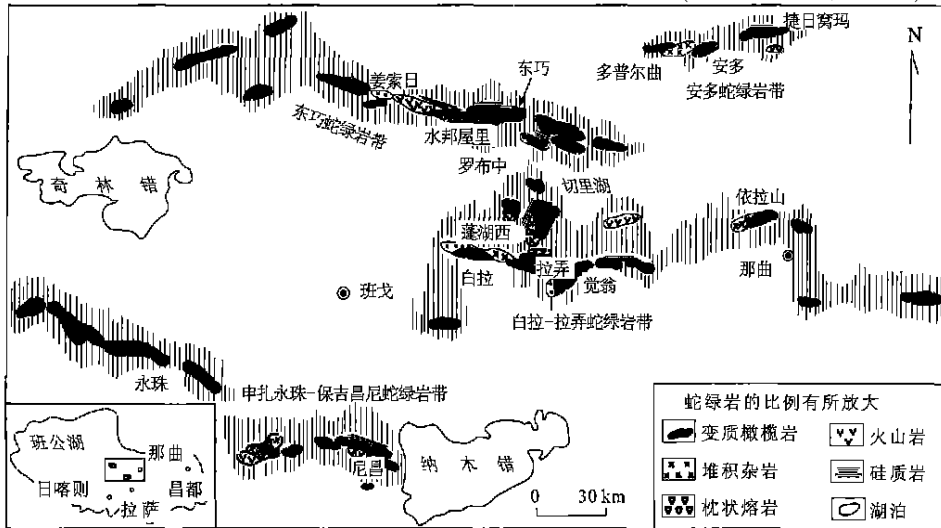 捷日窝玛
N
东巧
多普尔曲
安多
安多蛇绿岩带
姜索日
东巧蛇绿岩带
水邦屋里
罗布中
切里湖
奇林错
依拉山
蓬湖西
那曲
白拉
拉弄
觉翁
班戈
白拉-拉弄蛇绿岩带
永珠
申扎永珠-保吉昌尼蛇绿岩带
尼昌
纳木错
0 30 km
班公湖
那曲
日喀则
昌都
拉萨
蛇绿岩的比例有所放大
变质橄榄岩
火山岩
堆积杂岩
硅质岩
枕状熔岩
湖泊